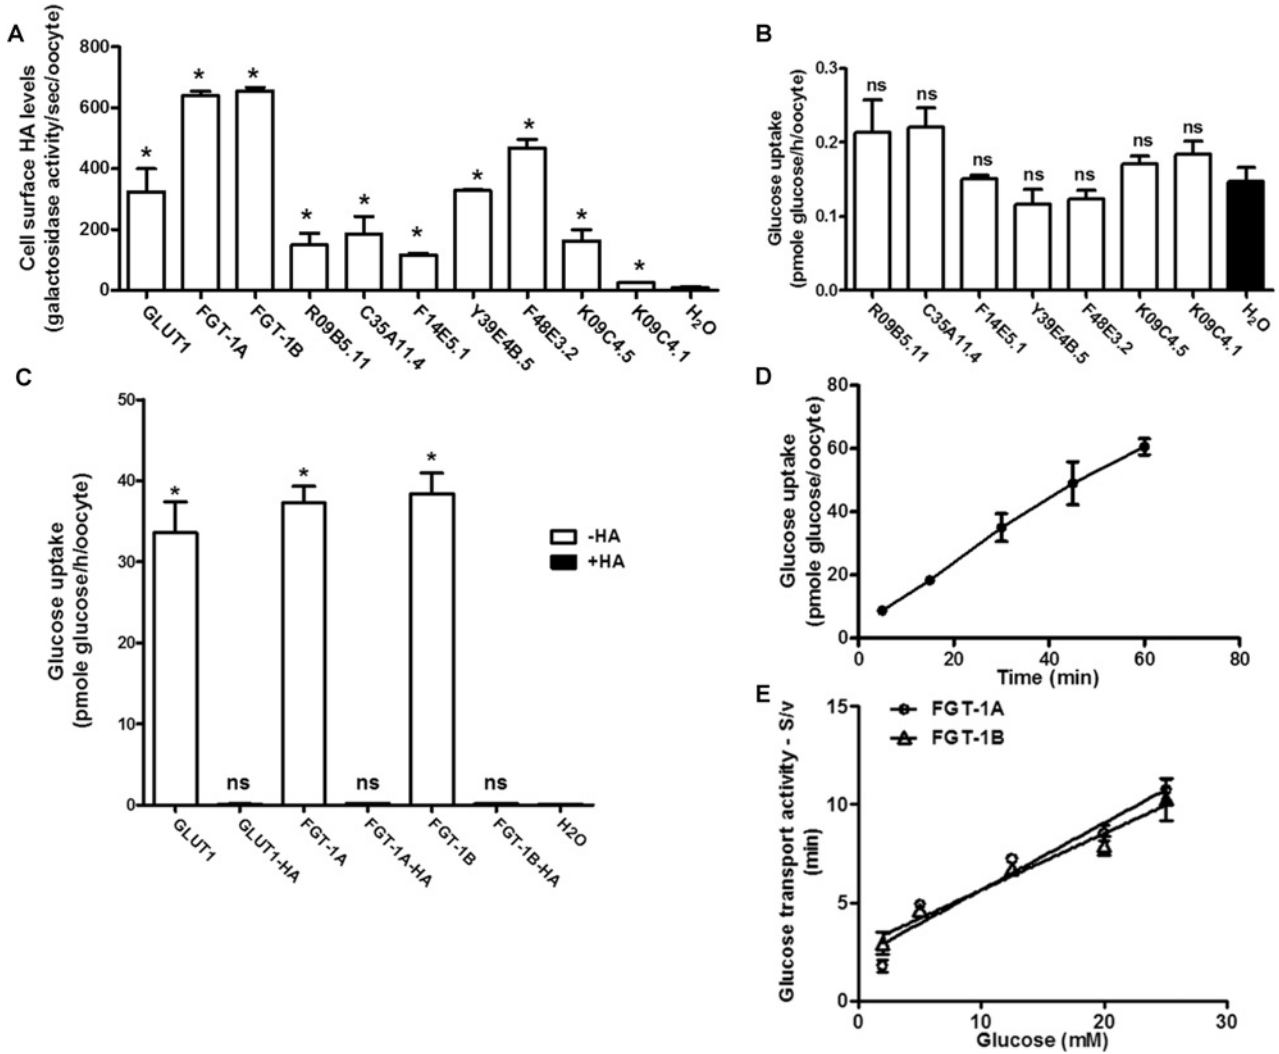 A
Cell surface HA levels
(galactosidase activity/sec/oocyte)
800
600
400
200
0
*
*
*
*
*
*
*
*
*
*
GLUT1
FGT-1A
FGT-1B
R09B5.11
C35A11.4
F14E5.1
Y39E4B.5
F48E3.2
K09C4.5
K09C4.1
H2O
B
Glucose uptake
(pmole glucose/h/oocyte)
0.3
0.2
0.1
0.0
ns
ns
ns
ns
ns
ns
ns
R09B5.11
C35A11.4
F14E5.1
Y39E4B.5
F48E3.2
K09C4.5
K09C4.1
H2O
C
Glucose uptake
(pmole glucose/h/oocyte)
50
40
30
20
10
0
*
ns
*
ns
*
ns
-HA
+HA
GLUT1
GLUT1-HA
FGT-1A
FGT-1A-HA
FGT-1B
FGT-1B-HA
H2O
D
Glucose uptake
(pmole glucose/oocyte)
80
60
40
20
0
0 20 40 60 80
Time (min)
E
Glucose transport activity - S/v
(min)
15
10
5
0
FGT-1A
FGT-1B
0 10 20 30
Glucose (mM)